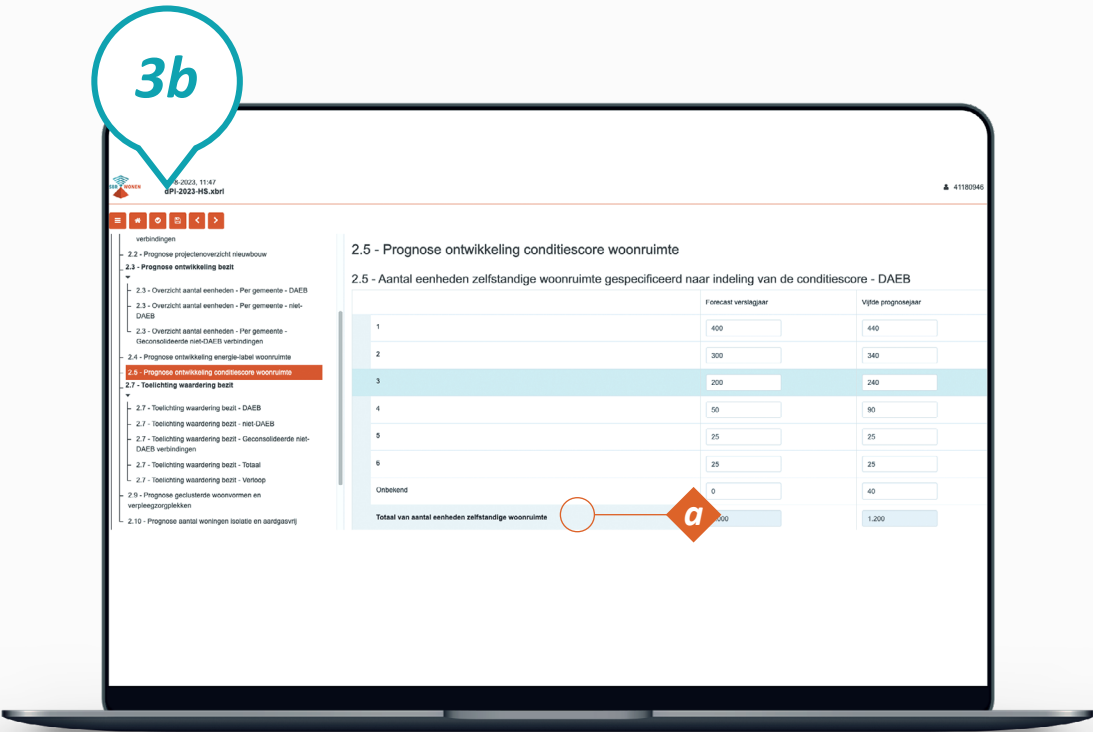 3b
WONEN
-2023, 11:47
dPi-2023-HS.xbrl
41180946
verbindingen
2.2 - Prognose projectenoverzicht nieuwbouw
2.3 - Prognose ontwikkeling bezit
2.3 - Overzicht aantal eenheden - Per gemeente - DAEB
2.3 - Overzicht aantal eenheden - Per gemeente - niet-
DAEB
2.3 - Overzicht aantal eenheden - Per gemeente -
Geconsolideerde niet-DAEB verbindingen
2.4 - Prognose ontwikkeling energie-label woonruimte
2.5 - Prognose ontwikkeling conditiescore woonruimte
2.7 - Toelichting waardering bezit
2.7 - Toelichting waardering bezit - DAEB
2.7 - Toelichting waardering bezit - niet-DAEB
2.7 - Toelichting waardering bezit - Geconsolideerde niet-
DAEB verbindingen
2.7 - Toelichting waardering bezit - Totaal
2.7 - Toelichting waardering bezit - Verloop
2.9 - Prognose geclusterde woonvormen en
verpleegzorgplekken
2.10 - Prognose aantal woningen isolatie en aardgasvrij
2.5 - Prognose ontwikkeling conditiescore woonruimte
2.5 - Aantal eenheden zelfstandige woonruimte gespecificeerd naar indeling van de conditiescore - DAEB
Forecast verslagjaar Vijfde prognosejaar
1 400 440
2 300 340
3 200 240
4 50 90
5 25 25
6 25 25
Onbekend 0 40
Totaal van aantal eenheden zelfstandige woonruimte a .000 1.200